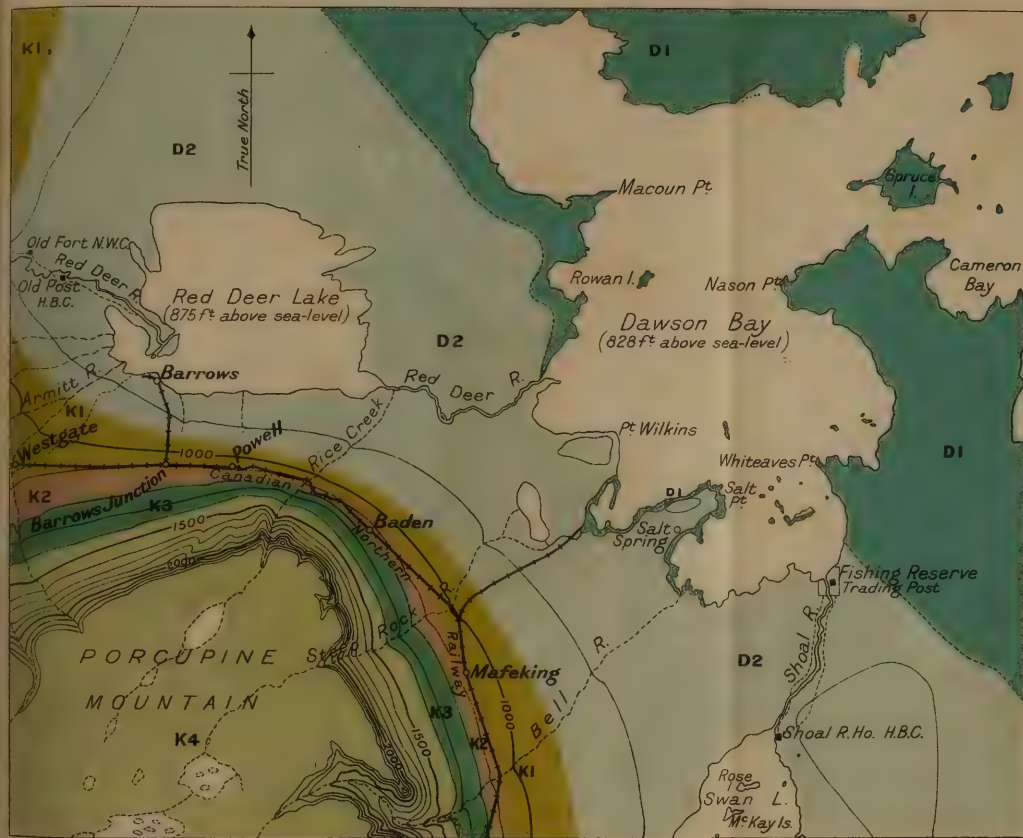 K1
D1
S
D2
True North
Macoun Pt.
Spruce
I.
Old Fort N.W.C.
Red Deer R.
Old Post
H.B.C.
Red Deer Lake
(875 ft above sea-level)
Rowan I.
Nason Pt.
Cameron
Bay
Dawson Bay
(828 ft above sea-level)
D2
Barrows
Red Deer R.
Armitt R.
K1
Rice Creek
Westgate
1000
Powell
Pt Wilkins
Whiteaves Pt.
D1
Canadian
Northern
Railway
K2
Barrows Junction
K3
D1
Salt
Pt.
1500
Baden
Salt
Spring
2000
Fishing Reserve
Trading Post
PORCUPINE
MOUNTAIN
Steep Rock R.
Mafeking
Bell R.
D2
Shoal R.
K4
K3
1500
K2
1000
2000
K1
Shoal R. Ho. H.B.C.
Rose
I
Swan L.
McKay Is.